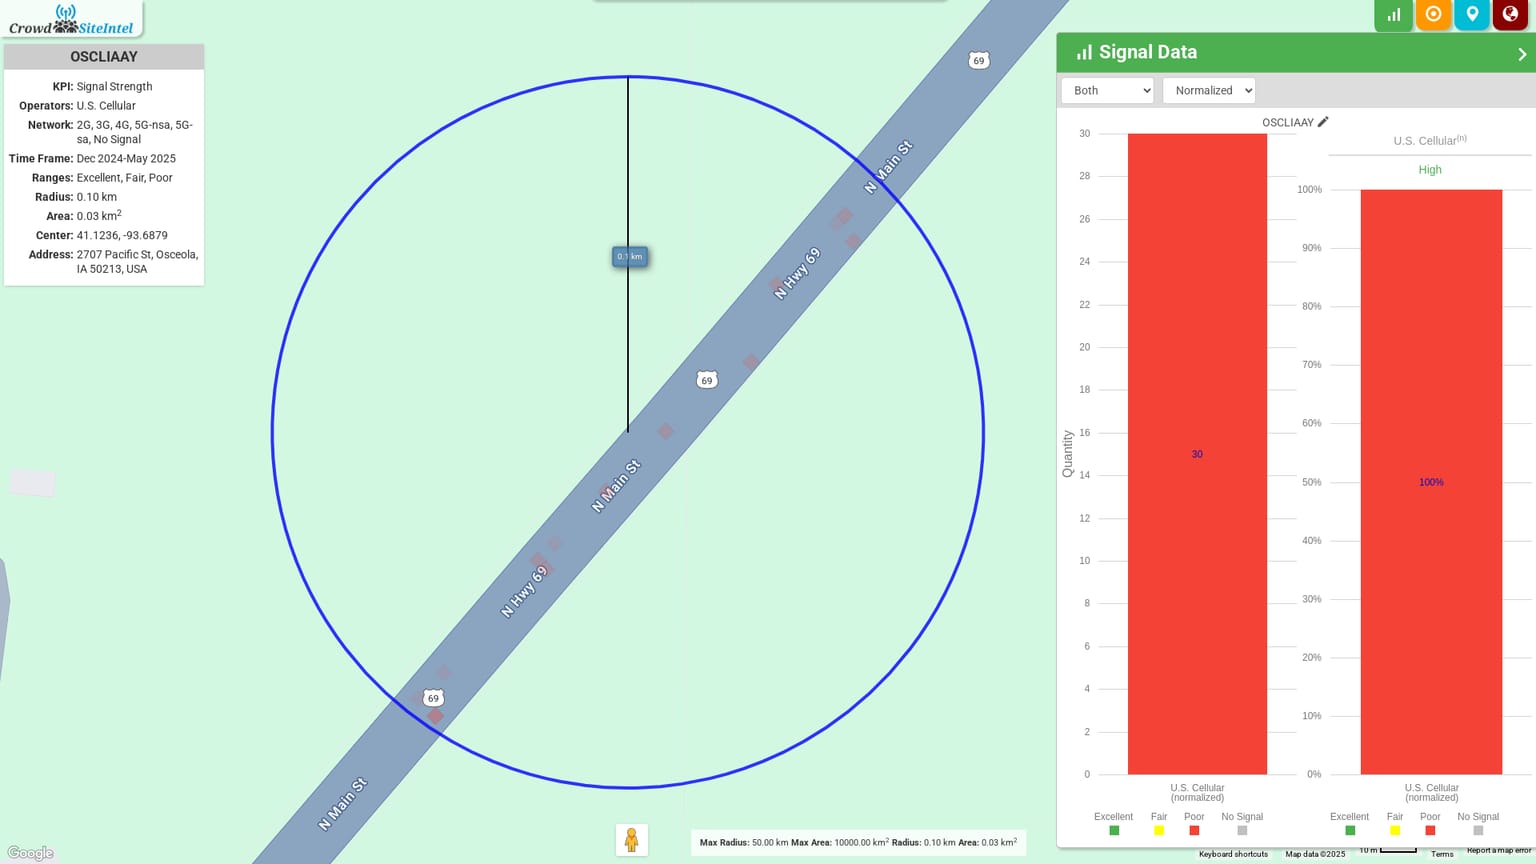 Crowd SiteIntel
OSCLIAAY
KPI: Signal Strength
Operators: U.S. Cellular
Network: 2G, 3G, 4G, 5G-nsa, 5G-
sa, No Signal
Time Frame: Dec 2024-May 2025
Ranges: Excellent, Fair, Poor
Radius: 0.10 km
Area: 0.03 km²
Center: 41.1236, -93.6879
Address: 2707 Pacific St, Osceola,
IA 50213, USA
69
N Main St
N Hwy 69
0.1 km
69
N Main St
N Hwy 69
69
N Main St
Google
Max Radius: 50.00 km Max Area: 10000.00 km² Radius: 0.10 km Area: 0.03 km²
Signal Data
Both
Normalized
OSCLIAAY
Quantity
30
28
26
24
22
20
18
16
14
12
10
8
6
4
2
0
30
U.S. Cellular
(normalized)
Excellent Fair Poor No Signal
U.S. Cellular(n)
High
100%
90%
80%
70%
60%
50%
40%
30%
20%
10%
0%
100%
U.S. Cellular
(normalized)
Excellent Fair Poor No Signal
Keyboard shortcuts Map data ©2025 10 m Terms Report a map error